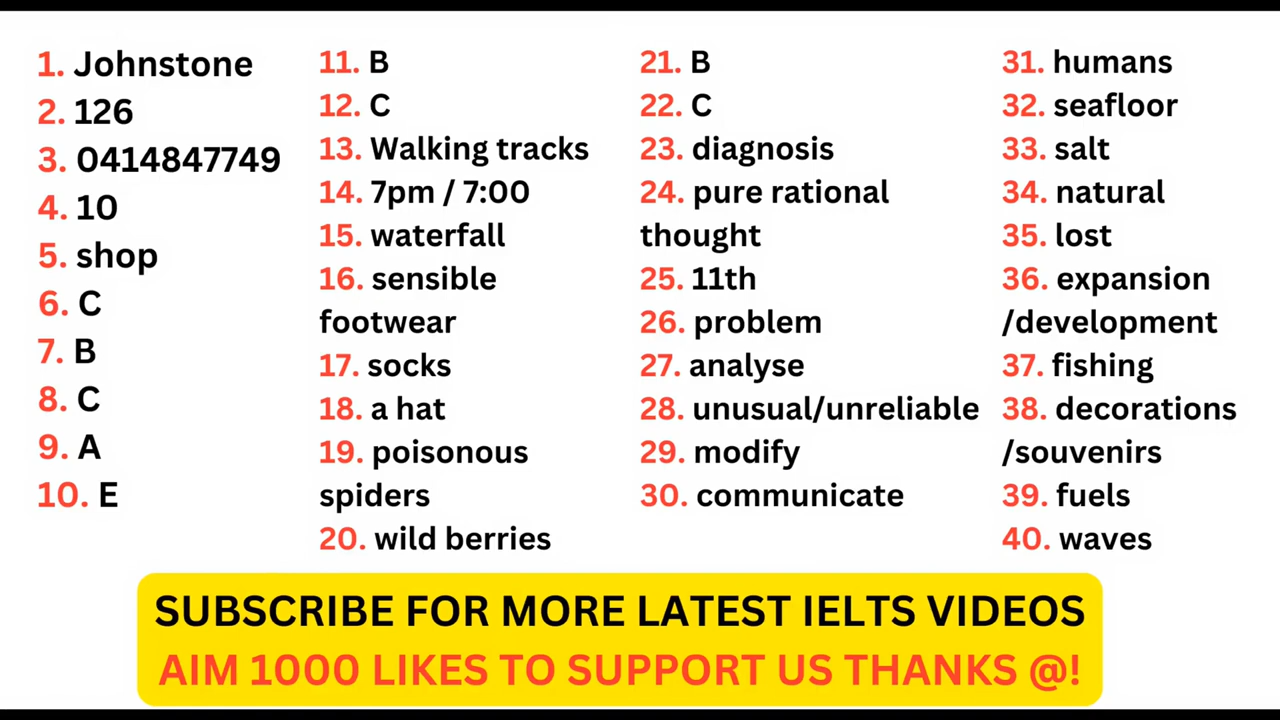 1. Johnstone
2. 126
3. 0414847749
4. 10
5. shop
6. C
7. B
8. C
9. A
10. E
11. B
12. C
13. Walking tracks
14. 7pm / 7:00
15. waterfall
16. sensible
footwear
17. socks
18. a hat
19. poisonous
spiders
20. wild berries
21. B
22. C
23. diagnosis
24. pure rational
thought
25. 11th
26. problem
27. analyse
28. unusual/unreliable
29. modify
30. communicate
31. humans
32. seafloor
33. salt
34. natural
35. lost
36. expansion
/development
37. fishing
38. decorations
/souvenirs
39. fuels
40. waves
SUBSCRIBE FOR MORE LATEST IELTS VIDEOS
AIM 1000 LIKES TO SUPPORT US THANKS @!